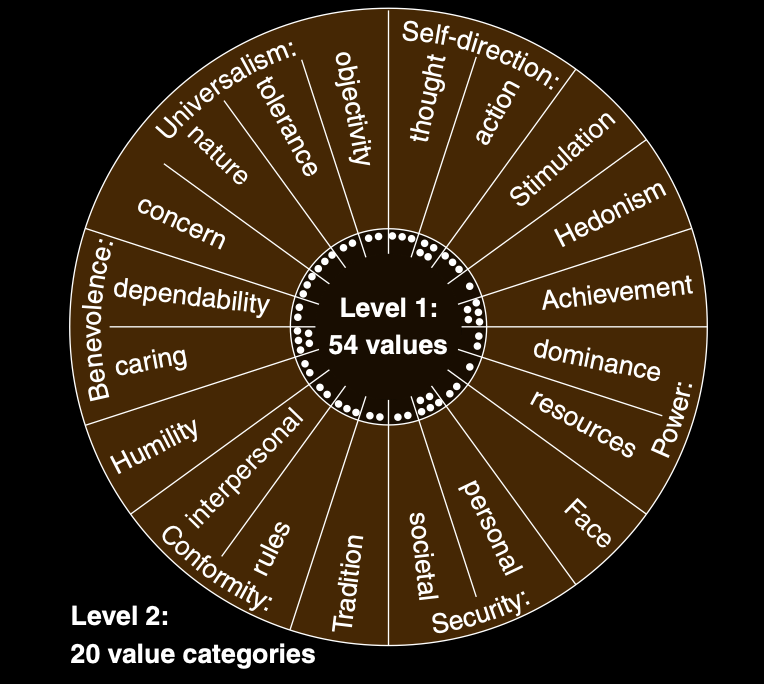 Self-direction:
thought
action
Stimulation
Hedonism
Achievement
Power:
dominance
resources
Face
Security:
personal
societal
Tradition
Conformity:
rules
interpersonal
Humility
Benevolence:
caring
dependability
Universalism:
concern
nature
tolerance
objectivity
Level 1:
54 values
Level 2:
20 value categories